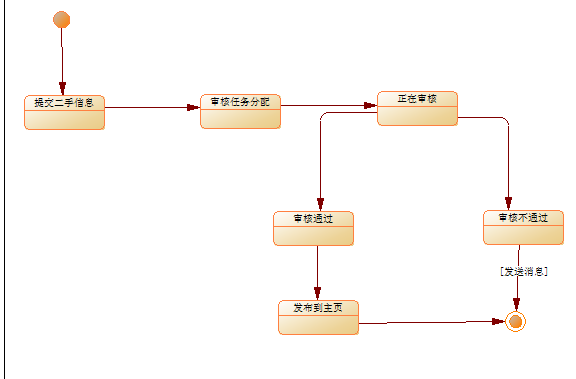 提交二手信息
审核任务分配
正在审核
审核通过
审核不通过
[发送消息]
发布到主页